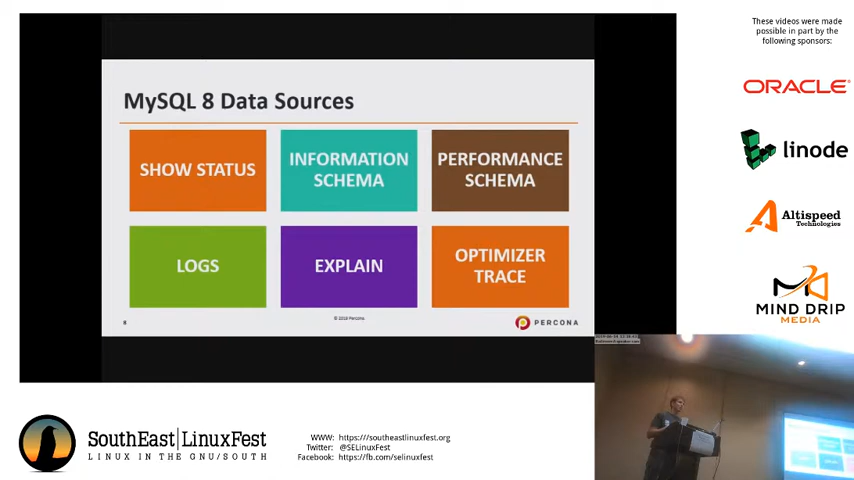 These videos were made
possible in part by the
following sponsors:
ORACLE
linode
Altispeed
Technologies
MIND DRIP
MEDIA
MySQL 8 Data Sources
SHOW STATUS
INFORMATION
SCHEMA
PERFORMANCE
SCHEMA
LOGS
EXPLAIN
OPTIMIZER
TRACE
8
© 2019 Percona.
PERCONA
SouthEast|LinuxFest
LINUX IN THE GNU/SOUTH
WWW: https://southeastlinuxfest.org
Twitter: @SELinuxFest
Facebook: https://fb.com/selinuxfest